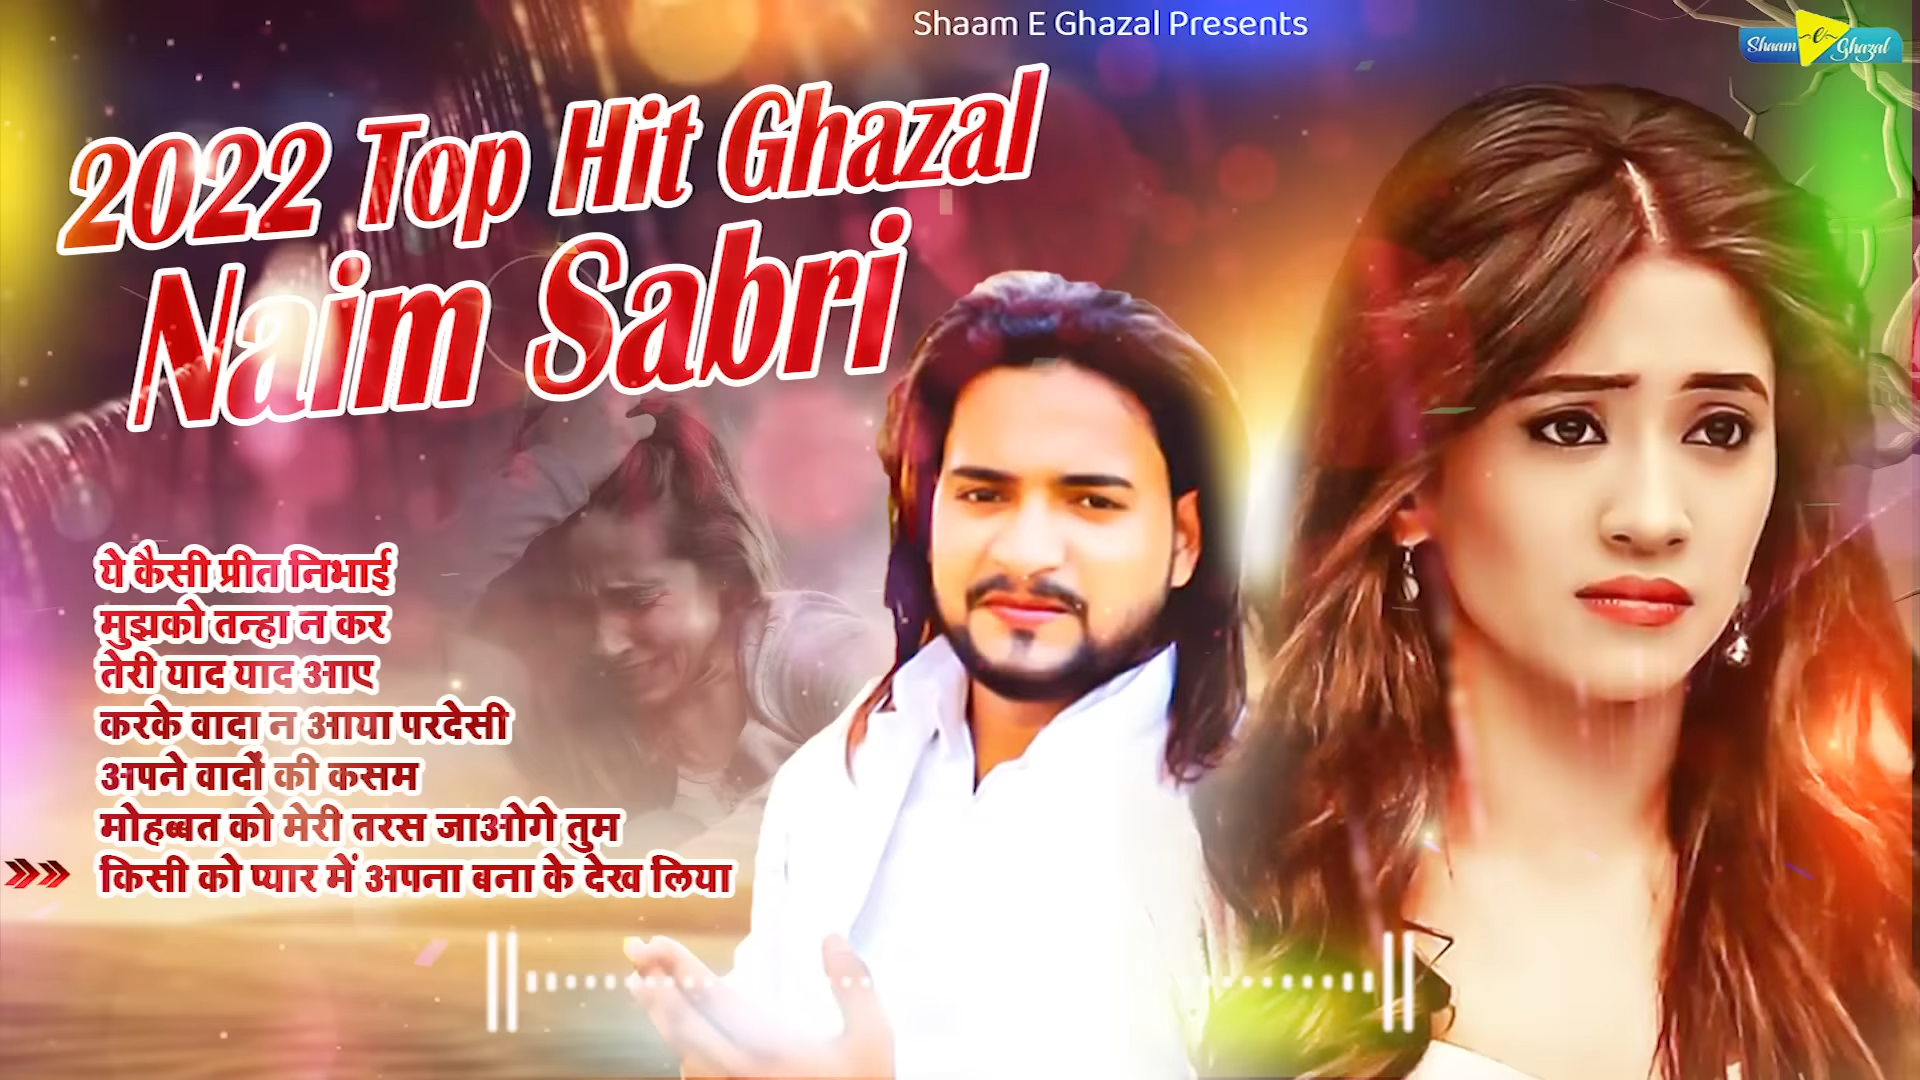 Shaam E Ghazal Presents
Shaam e Ghazal
2022 Top Hit Ghazal
Naim Sabri
ये कैसी प्रीत निभाई
मुझको तन्हा न कर
तेरी याद याद आए
करके वादा न आया परदेसी
अपने वादों की कसम
मोहब्बत को मेरी तरस जाओगे तुम
किसी को प्यार में अपना बना के देख लिया